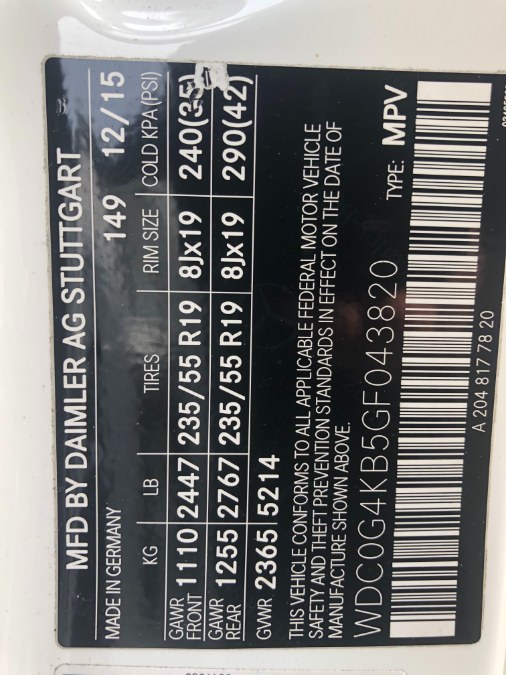 MFD BY DAIMLER AG STUTTGART
MADE IN GERMANY 149 12/15
KG LB TIRES RIM SIZE COLD KPA (PSI)
GAWR FRONT 1110 2447 235/55 R19 8Jx19 240(35)
GAWR REAR 1255 2767 235/55 R19 8Jx19 290(42)
GVWR 2365 5214
THIS VEHICLE CONFORMS TO ALL APPLICABLE FEDERAL MOTOR VEHICLE
SAFETY AND THEFT PREVENTION STANDARDS IN EFFECT ON THE DATE OF
MANUFACTURE SHOWN ABOVE.
WDC0G4KB5GF043820 TYPE: MPV
A 204 817 78 20